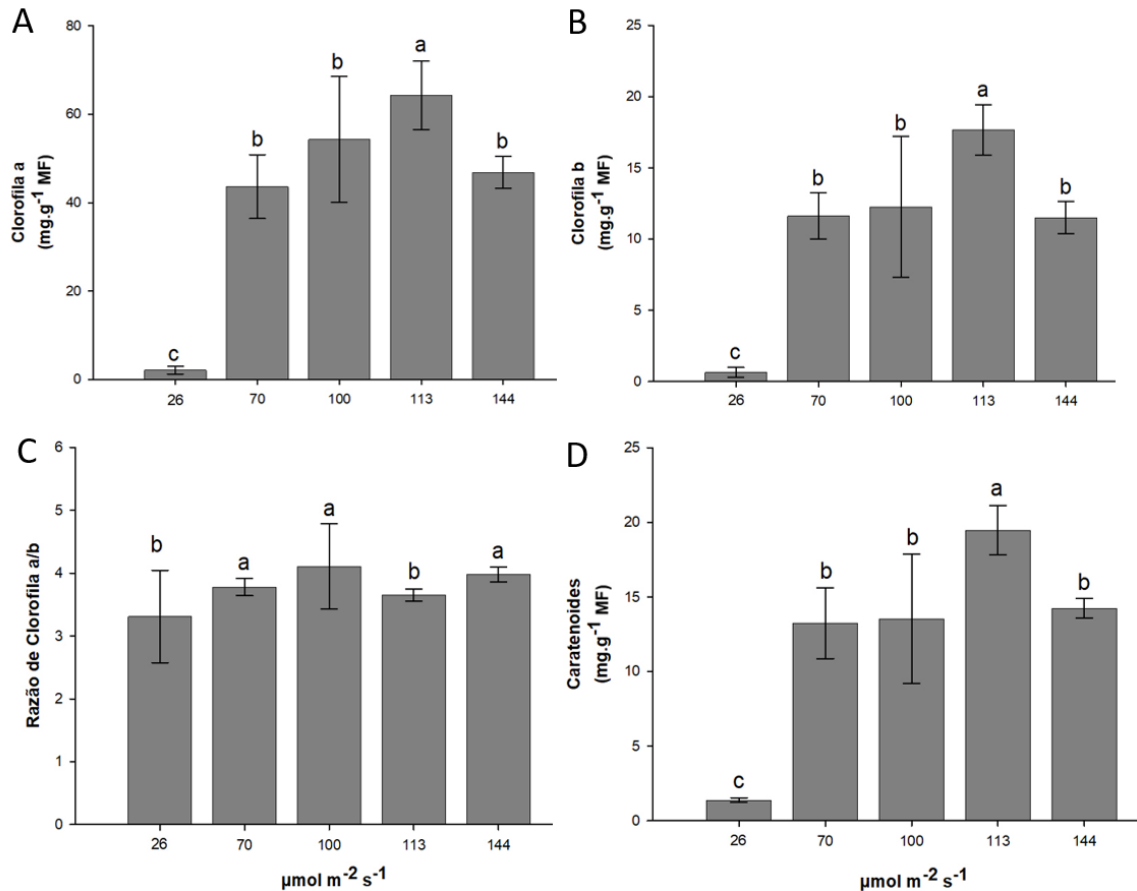 A
Clorofila a
(mg.g⁻¹ MF)
80
60
40
20
0
c
b
b
a
b
26 70 100 113 144
B
Clorofila b
(mg.g⁻¹ MF)
25
20
15
10
5
0
c
b
b
a
b
26 70 100 113 144
C
Razão de Clorofila a/b
6
5
4
3
2
1
0
b
a
a
b
a
26 70 100 113 144
µmol m⁻² s⁻¹
D
Caratenoides
(mg.g⁻¹ MF)
25
20
15
10
5
0
c
b
b
a
b
26 70 100 113 144
µmol m⁻² s⁻¹